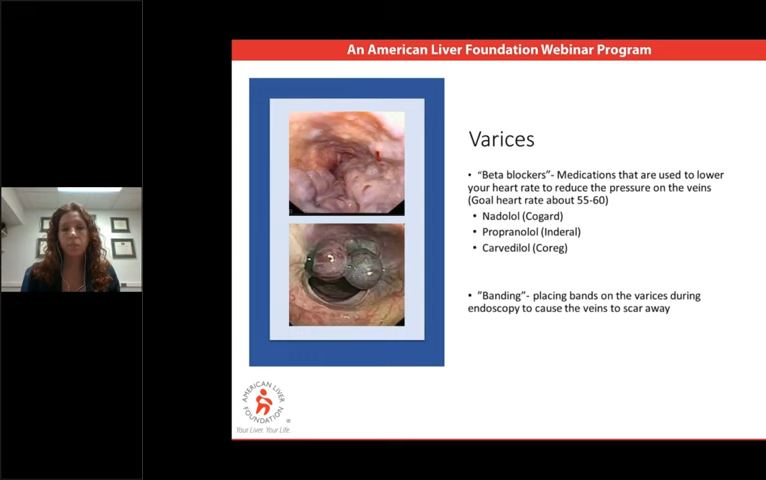 An American Liver Foundation Webinar Program
Varices
• "Beta blockers"- Medications that are used to lower
your heart rate to reduce the pressure on the veins
(Goal heart rate about 55-60)
• Nadolol (Cogard)
• Propranolol (Inderal)
• Carvedilol (Coreg)
• "Banding"- placing bands on the varices during
endoscopy to cause the veins to scar away
AMERICAN LIVER
FOUNDATION
®
Your Liver. Your Life.